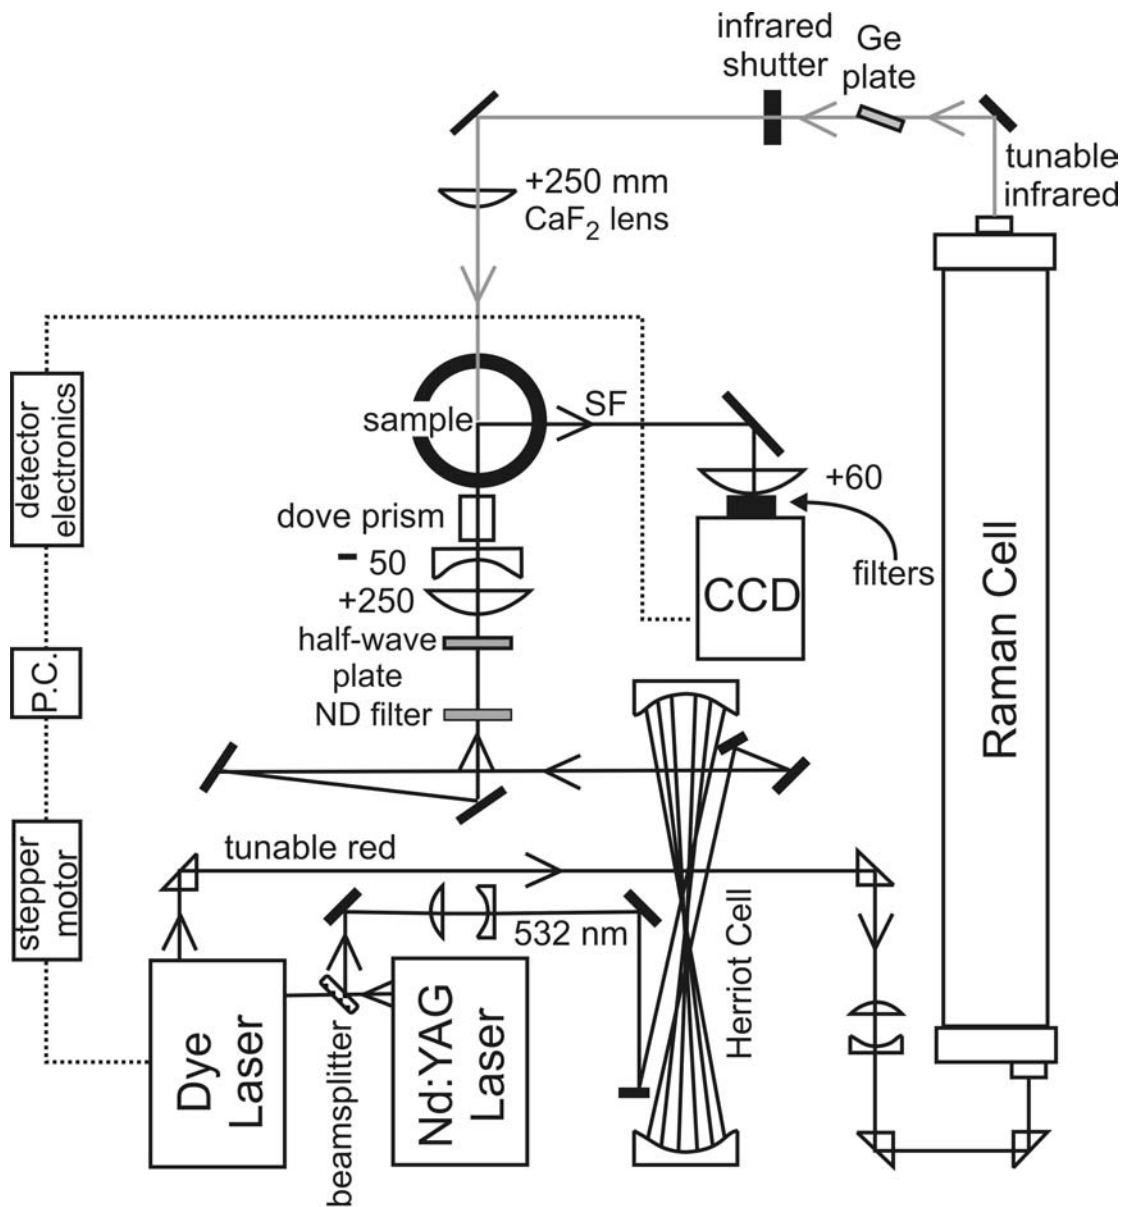 infrared
shutter
Ge
plate
tunable
infrared
+250 mm
CaF2 lens
sample
SF
detector
electronics
dove prism
- 50
+250
+60
filters
CCD
half-wave
plate
P.C.
ND filter
Raman Cell
tunable red
stepper
motor
532 nm
Herriot Cell
Dye
Laser
beamsplitter
Nd:YAG
Laser